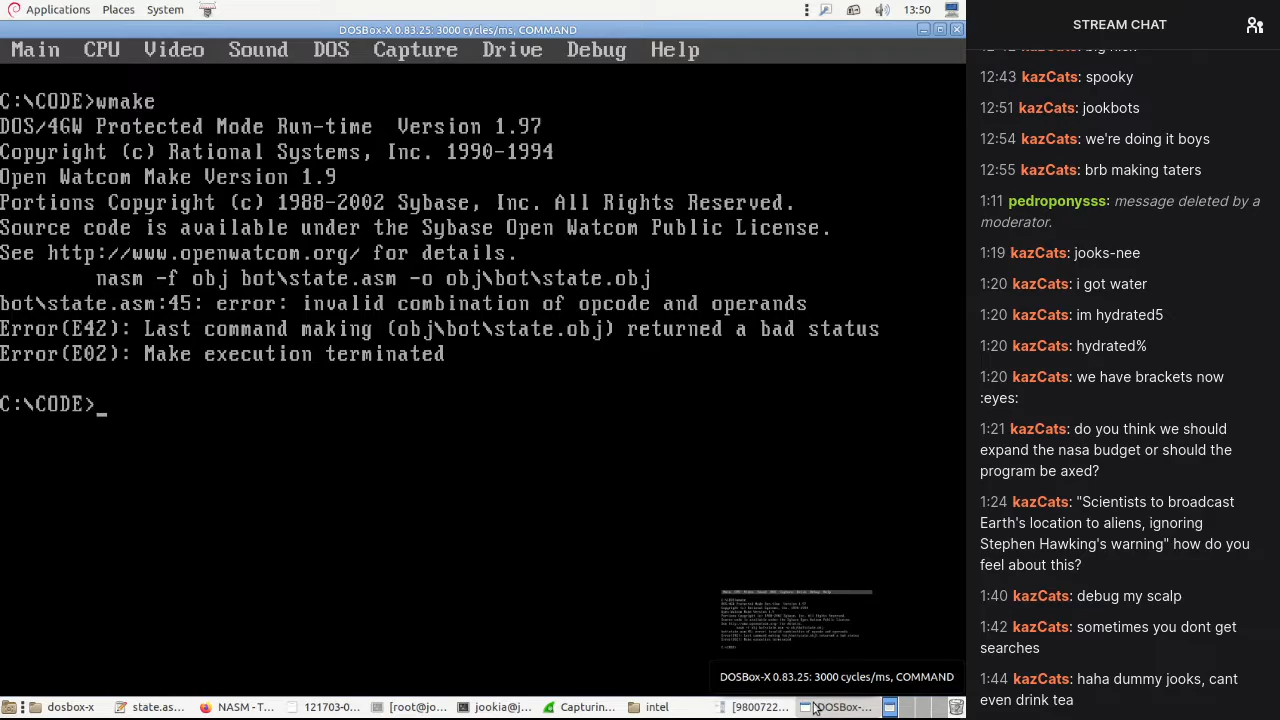 Applications Places System
13:50
DOSBox-X 0.83.25: 3000 cycles/ms, COMMAND
Main CPU Video Sound DOS Capture Drive Debug Help
C:\CODE>wmake
DOS/4GW Protected Mode Run-time  Version 1.97
Copyright (c) Rational Systems, Inc. 1990-1994
Open Watcom Make Version 1.9
Portions Copyright (c) 1988-2002 Sybase, Inc. All Rights Reserved.
Source code is available under the Sybase Open Watcom Public License.
See http://www.openwatcom.org/ for details.
nasm -f obj bot\state.asm -o obj\bot\state.obj
bot\state.asm:45: error: invalid combination of opcode and operands
Error(E42): Last command making (obj\bot\state.obj) returned a bad status
Error(E02): Make execution terminated
C:\CODE>_
DOSBox-X 0.83.25: 3000 cycles/ms, COMMAND
dosbox-x state.as... NASM - T... 121703-0... [root@jo... jookia@j... Capturin... intel [9800722... DOSBox-...
STREAM CHAT
12:43 kazCats: spooky
12:51 kazCats: jookbots
12:54 kazCats: we're doing it boys
12:55 kazCats: brb making taters
1:11 pedroponysss: message deleted by a
moderator.
1:19 kazCats: jooks-nee
1:20 kazCats: i got water
1:20 kazCats: im hydrated5
1:20 kazCats: hydrated%
1:20 kazCats: we have brackets now
:eyes:
1:21 kazCats: do you think we should
expand the nasa budget or should the
program be axed?
1:24 kazCats: "Scientists to broadcast
Earth's location to aliens, ignoring
Stephen Hawking's warning" how do you
feel about this?
1:40 kazCats: debug my scalp
1:42 kazCats: sometimes you do the
searches
1:44 kazCats: haha dummy jooks, cant
even drink tea